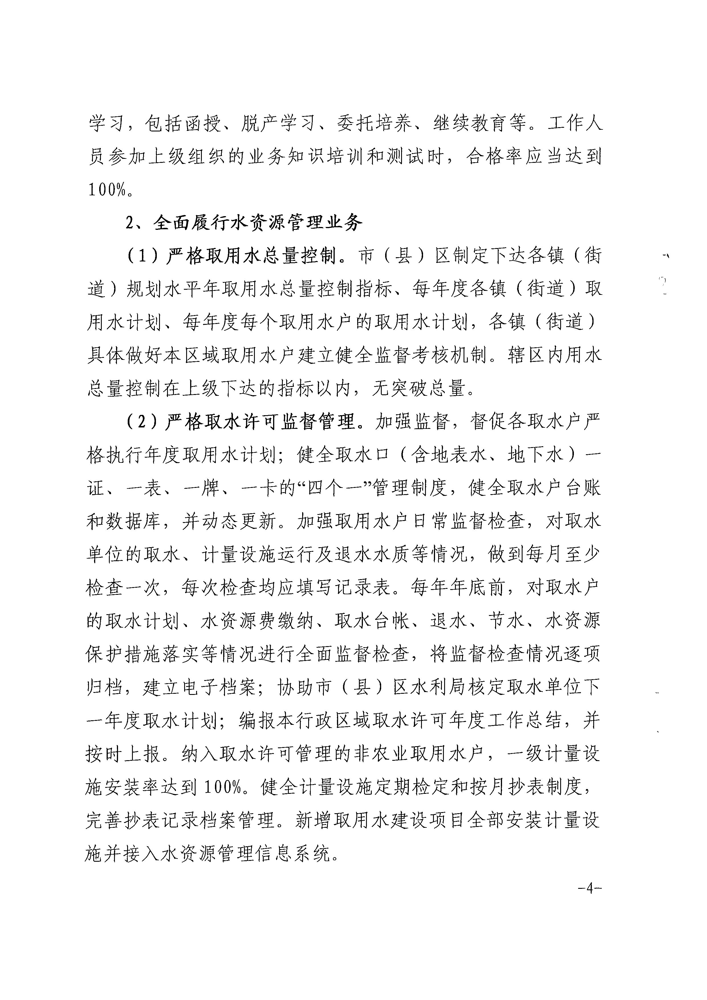 学习，包括函授、脱产学习、委托培养、继续教育等。工作人
员参加上级组织的业务知识培训和测试时，合格率应当达到
100%。
2、全面履行水资源管理业务
（1）严格取用水总量控制。市（县）区制定下达各镇（街
道）规划水平年取用水总量控制指标、每年度各镇（街道）取
用水计划、每年度每个取用水户的取用水计划，各镇（街道）
具体做好本区域取用水户建立健全监督考核机制。辖区内用水
总量控制在上级下达的指标以内，无突破总量。
（2）严格取水许可监督管理。加强监督，督促各取水户严
格执行年度取用水计划；健全取水口（含地表水、地下水）一
证、一表、一牌、一卡的“四个一”管理制度，健全取水户台账
和数据库，并动态更新。加强取用水户日常监督检查，对取水
单位的取水、计量设施运行及退水水质等情况，做到每月至少
检查一次，每次检查均应填写记录表。每年年底前，对取水户
的取水计划、水资源费缴纳、取水台帐、退水、节水、水资源
保护措施落实等情况进行全面监督检查，将监督检查情况逐项
归档，建立电子档案；协助市（县）区水利局核定取水单位下
一年度取水计划；编报本行政区域取水许可年度工作总结，并
按时上报。纳入取水许可管理的非农业取用水户，一级计量设
施安装率达到 100%。健全计量设施定期检定和按月抄表制度，
完善抄表记录档案管理。新增取用水建设项目全部安装计量设
施并接入水资源管理信息系统。
-4-